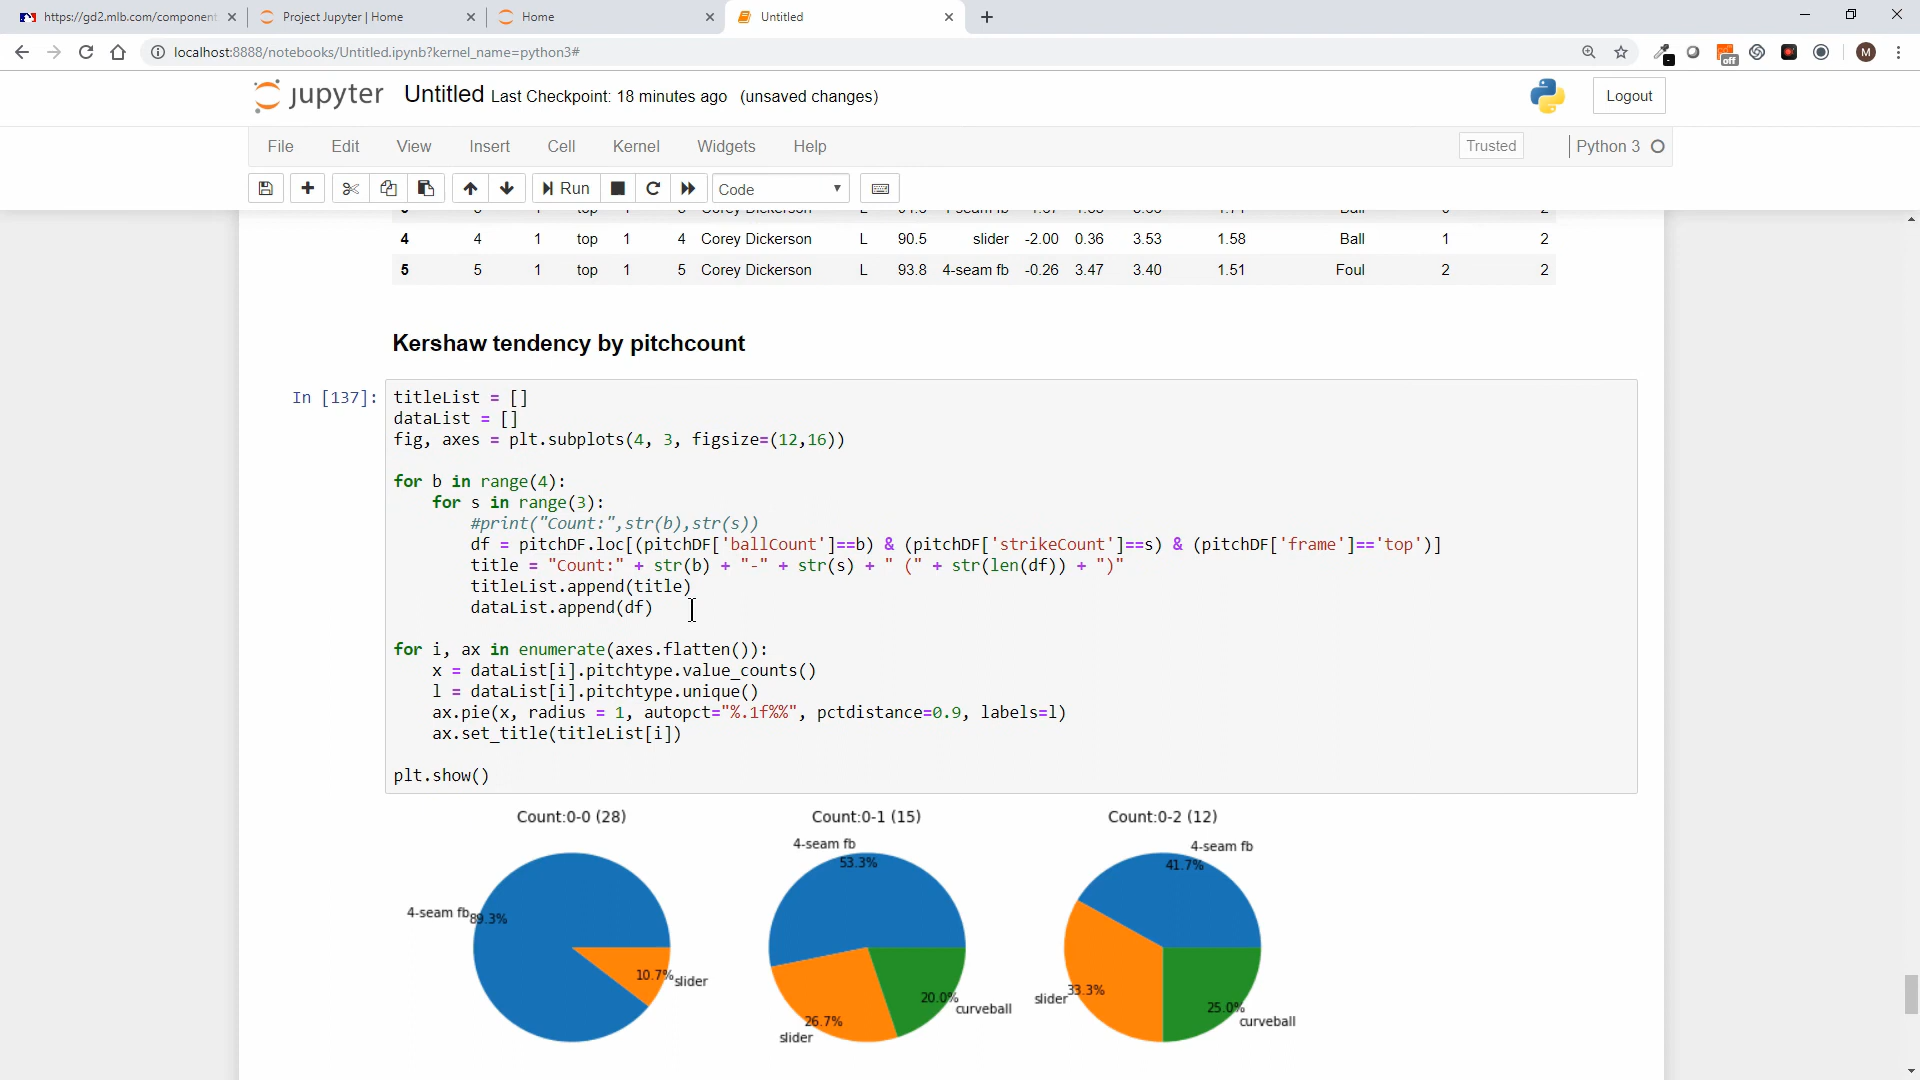 https://gd2.mlb.com/component
Project Jupyter | Home
Home
Untitled
localhost:8888/notebooks/Untitled.ipynb?kernel_name=python3#
off
M
jupyter Untitled Last Checkpoint: 18 minutes ago (unsaved changes)
Logout
File Edit View Insert Cell Kernel Widgets Help
Trusted
Python 3
Run
Code
4 4 1 top 1 4 Corey Dickerson L 90.5 slider -2.00 0.36 3.53 1.58 Ball 1 2
5 5 1 top 1 5 Corey Dickerson L 93.8 4-seam fb -0.26 3.47 3.40 1.51 Foul 2 2
Kershaw tendency by pitchcount
In [137]:
titleList = []
dataList = []
fig, axes = plt.subplots(4, 3, figsize=(12,16))
for b in range(4):
for s in range(3):
#print("Count:",str(b),str(s))
df = pitchDF.loc[(pitchDF['ballCount']==b) & (pitchDF['strikeCount']==s) & (pitchDF['frame']=='top')]
title = "Count:" + str(b) + "-" + str(s) + " (" + str(len(df)) + ")"
titleList.append(title)
dataList.append(df)
for i, ax in enumerate(axes.flatten()):
x = dataList[i].pitchtype.value_counts()
l = dataList[i].pitchtype.unique()
ax.pie(x, radius = 1, autopct="%.1f%%", pctdistance=0.9, labels=l)
ax.set_title(titleList[i])
plt.show()
Count:0-0 (28)
4-seam fb
89.3%
10.7%
slider
Count:0-1 (15)
4-seam fb
53.3%
20.0%
curveball
26.7%
slider
Count:0-2 (12)
4-seam fb
41.7%
slider
33.3%
25.0%
curveball